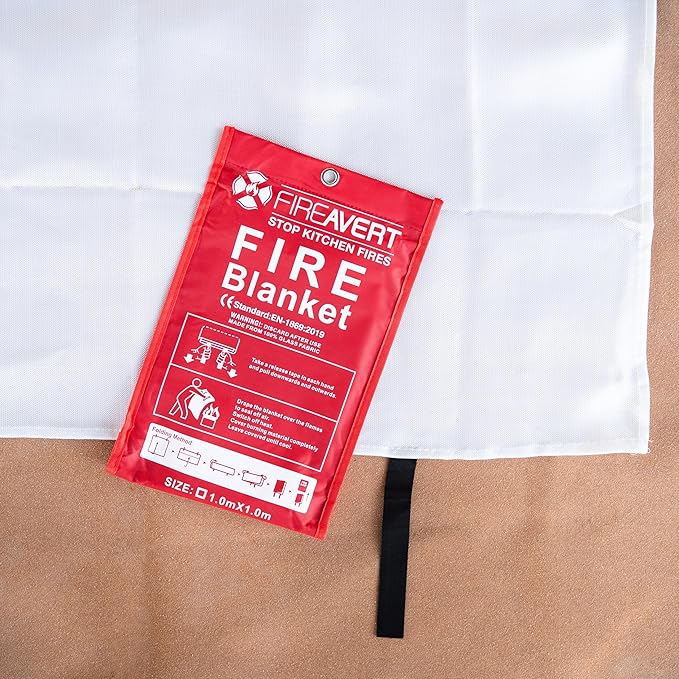 FIREAVERT
STOP KITCHEN FIRES
FIRE
Blanket
CE Standard:EN-1869:2019
WARNING!: DISCARD AFTER USE
MADE FROM 100% GLASS FABRIC
Take a release tape in each hand
and pull downwards and outwards.
Drape the blanket over the flames
to seal off air.
Switch off heat.
Cover burning material completely
Leave covered until cool.
Folding Method
SIZE: 1.0mX1.0m